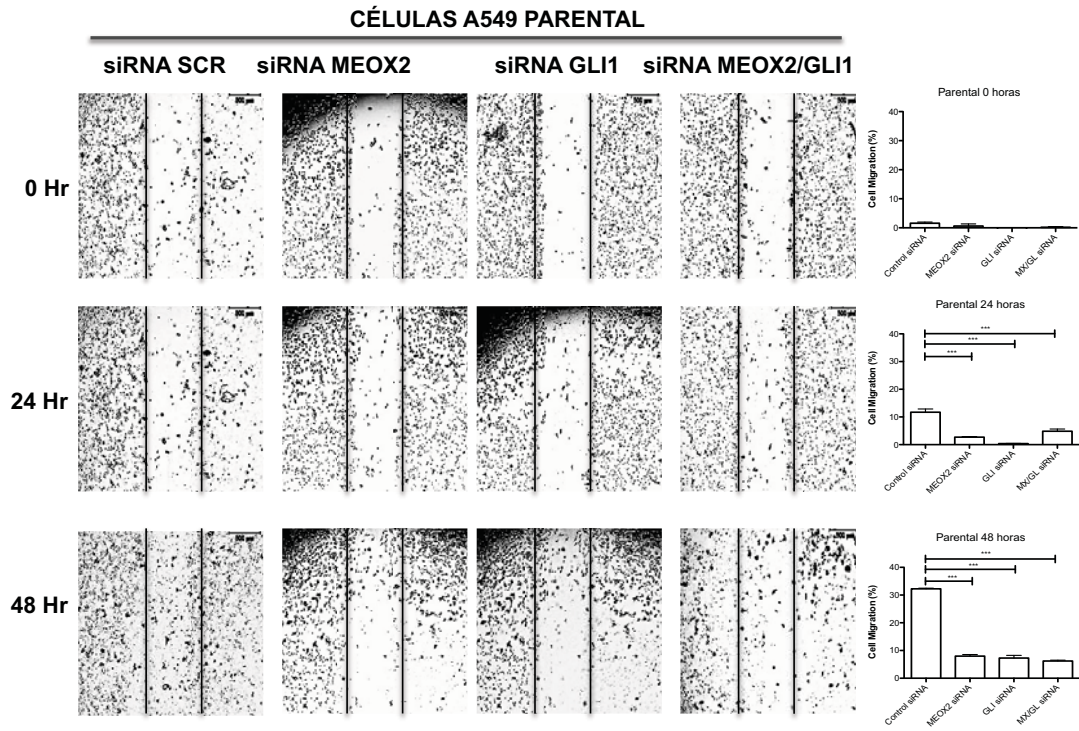 CÉLULAS A549 PARENTAL
siRNA SCR siRNA MEOX2 siRNA GLI1 siRNA MEOX2/GLI1
0 Hr
24 Hr
48 Hr
Parental 0 horas
Cell Migration (%)
40
30
20
10
0
Control siRNA
MEOX2 siRNA
GLI siRNA
MX/GL siRNA
Parental 24 horas
Cell Migration (%)
40
30
20
10
0
***
***
***
Control siRNA
MEOX2 siRNA
GLI siRNA
MX/GL siRNA
Parental 48 horas
Cell Migration (%)
40
30
20
10
0
***
***
***
Control siRNA
MEOX2 siRNA
GLI siRNA
MX/GL siRNA